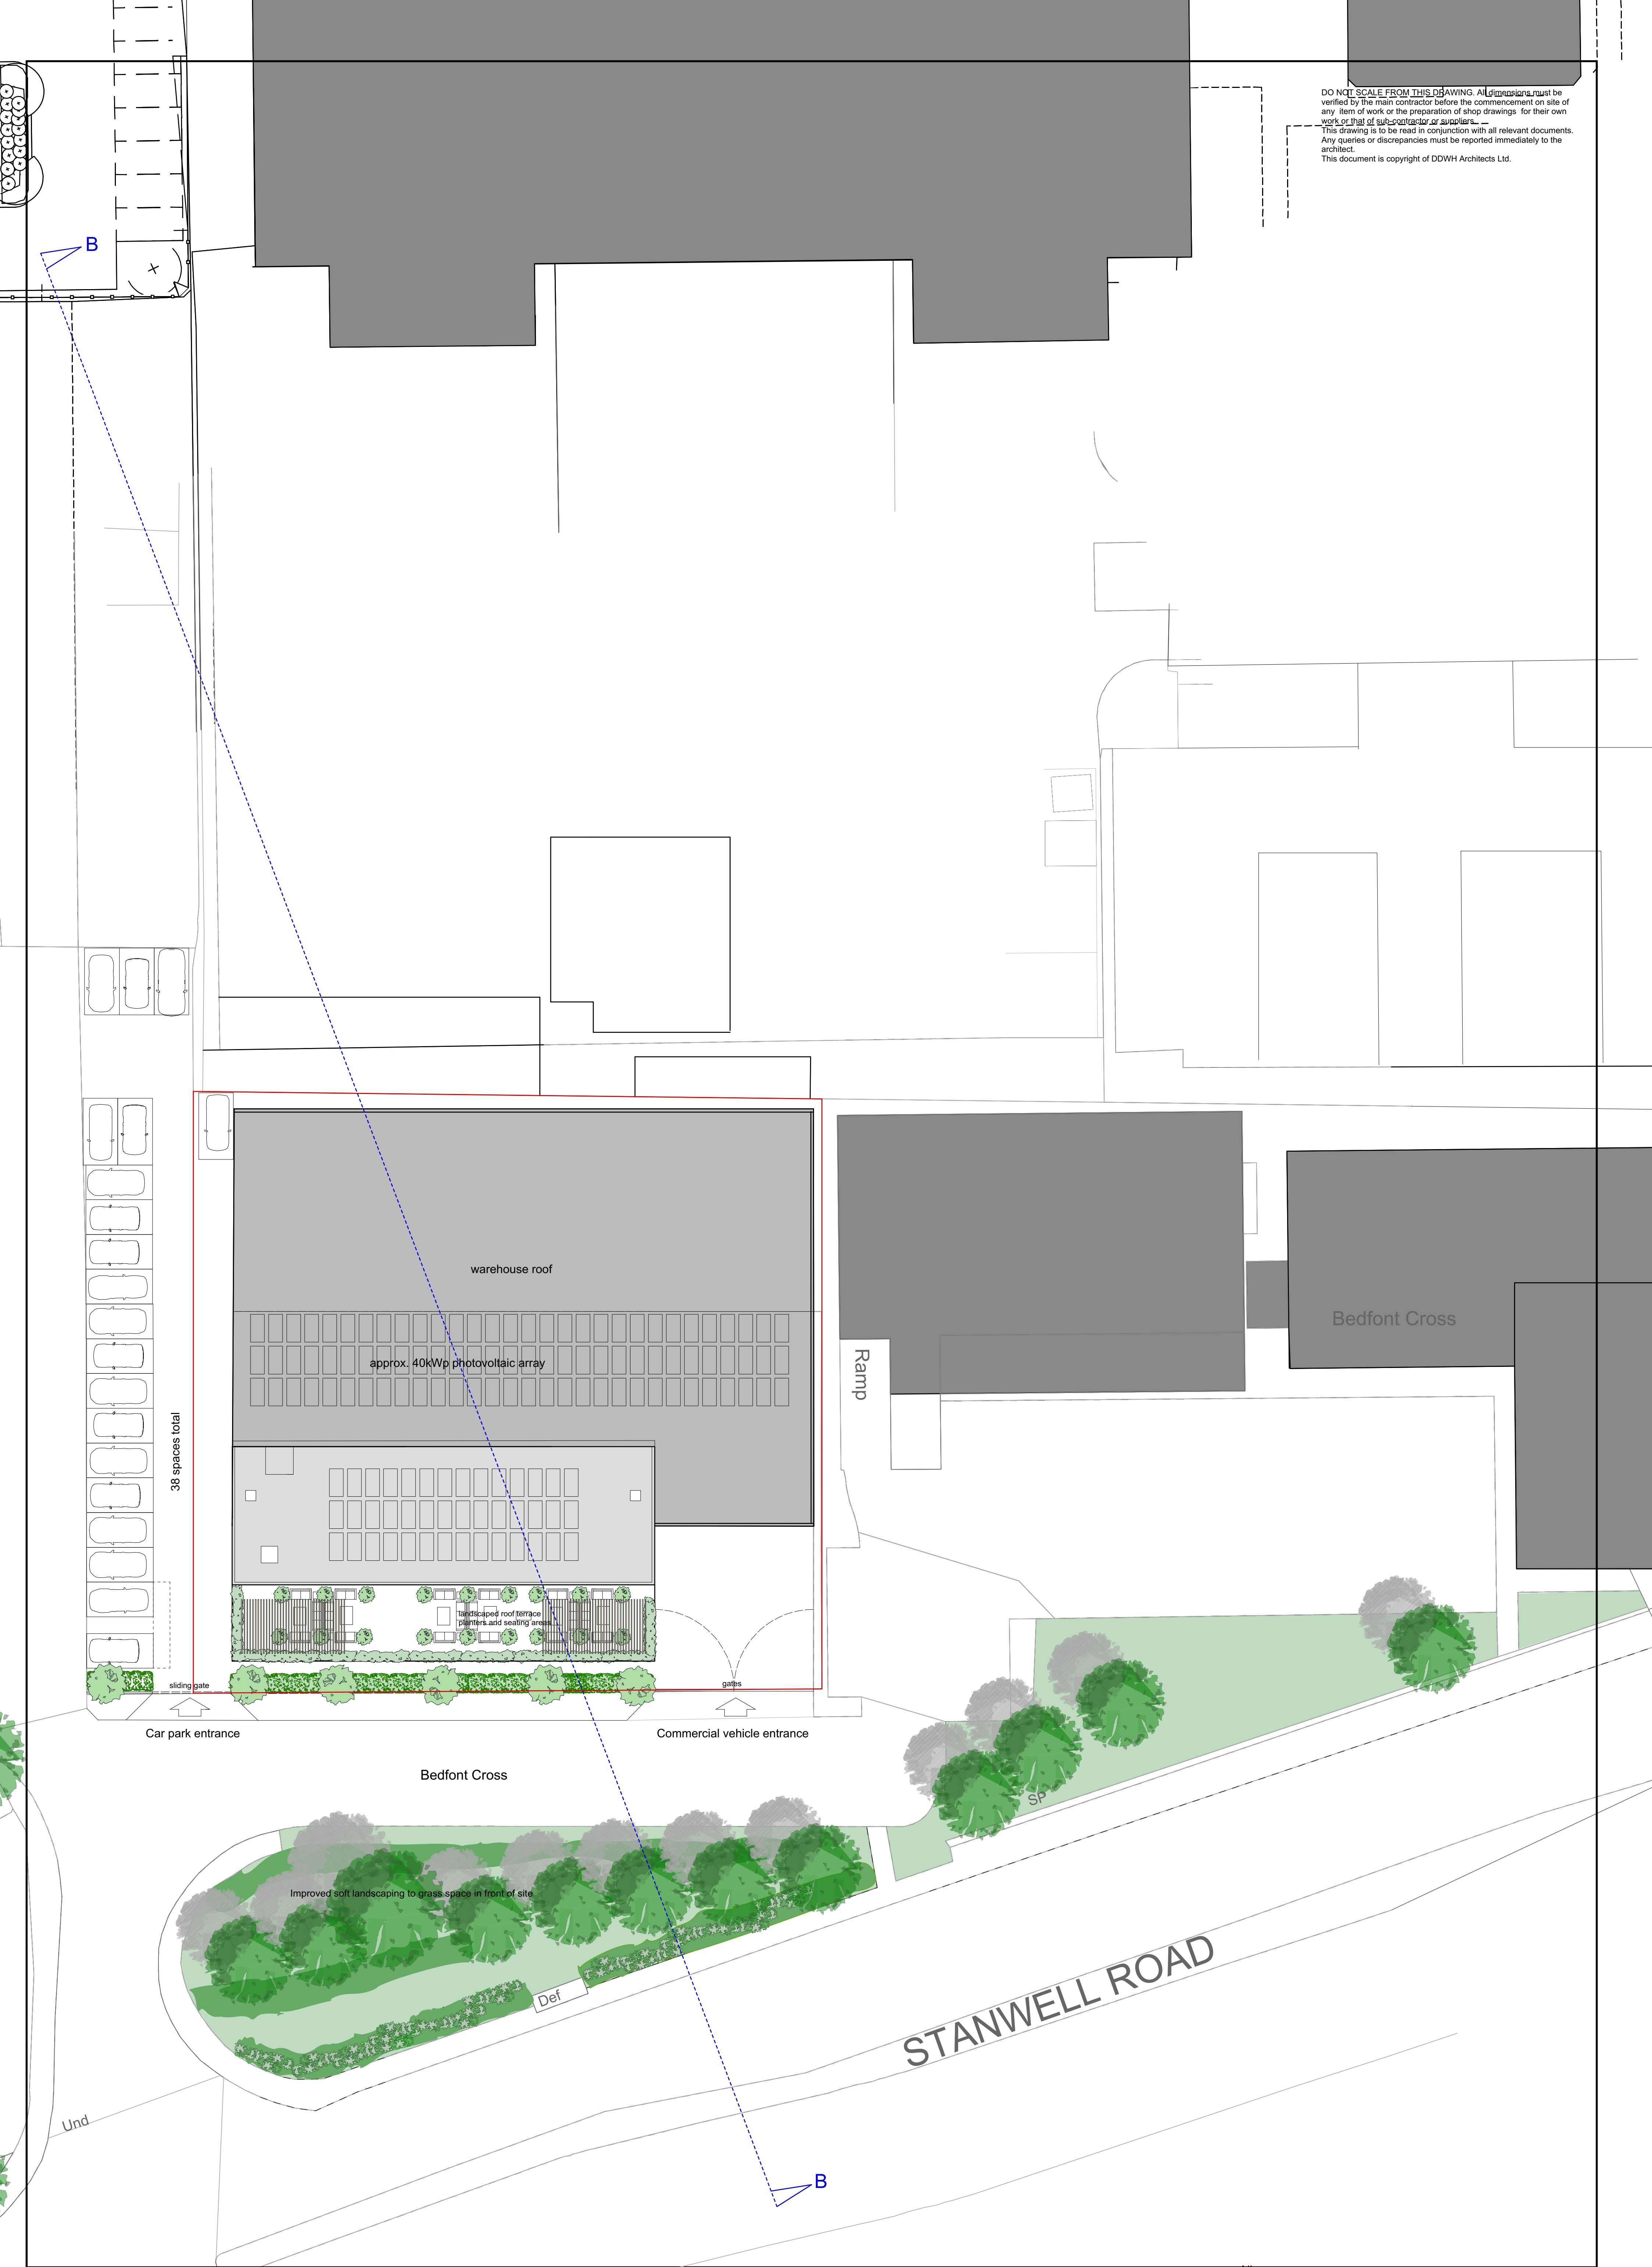 DO NOT SCALE FROM THIS DRAWING. All dimensions must be
verified by the main contractor before the commencement on site of
any item of work or the preparation of shop drawings for their own
work or that of sub-contractor or suppliers.
This drawing is to be read in conjunction with all relevant documents.
Any queries or discrepancies must be reported immediately to the
architect.
This document is copyright of DDWH Architects Ltd.
B
warehouse roof
Bedfont Cross
approx. 40kWp photovoltaic array
Ramp
38 spaces total
landscaped roof terrace
planters and seating areas
sliding gate
gates
Car park entrance
Commercial vehicle entrance
Bedfont Cross
SP
Improved soft landscaping to grass space in front of site
STANWELL ROAD
Def
Und
B